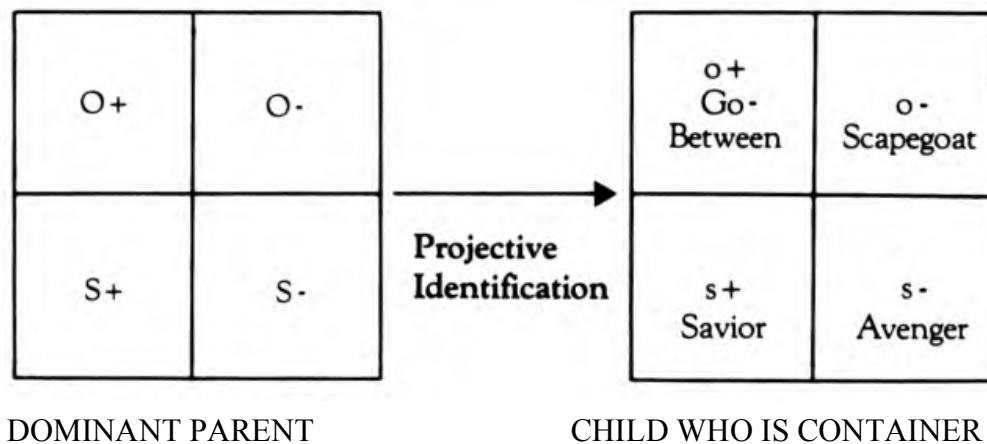 O+
O-
S+
S-
Projective
Identification
o+
Go-
Between
o-
Scapegoat
s+
Savior
s-
Avenger
DOMINANT PARENT
CHILD WHO IS CONTAINER